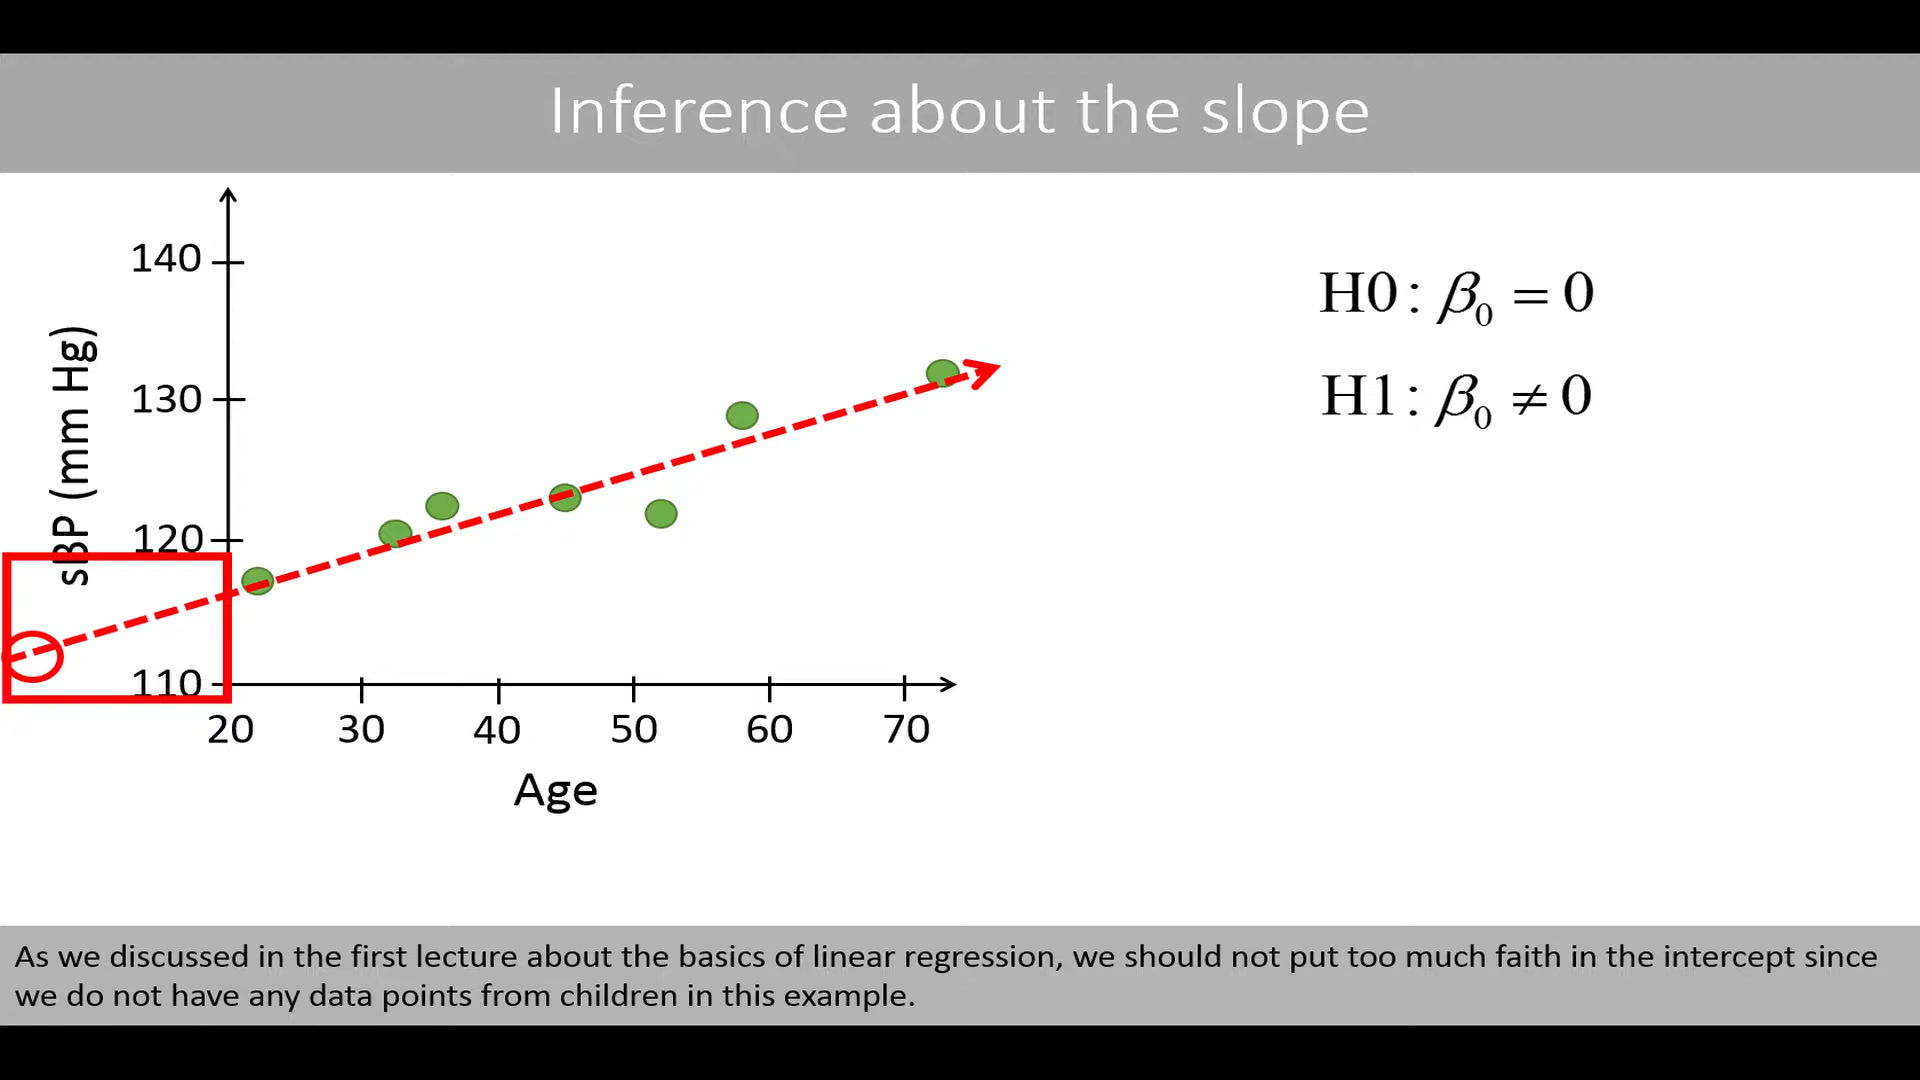 Inference about the slope
140
130
120
110
sBP (mm Hg)
20 30 40 50 60 70
Age
H0: β₀ = 0
H1: β₀ ≠ 0
As we discussed in the first lecture about the basics of linear regression, we should not put too much faith in the intercept since
we do not have any data points from children in this example.